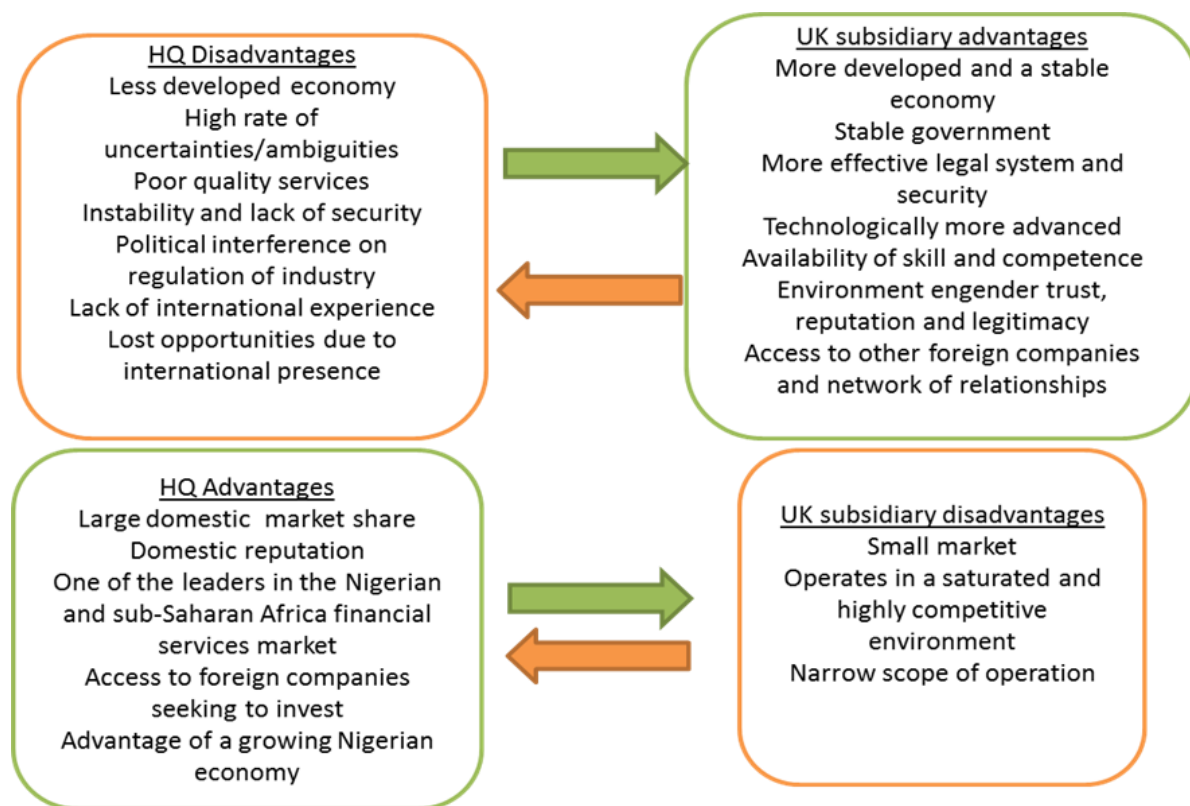 HQ Disadvantages
Less developed economy
High rate of
uncertainties/ambiguities
Poor quality services
Instability and lack of security
Political interference on
regulation of industry
Lack of international experience
Lost opportunities due to
international presence
UK subsidiary advantages
More developed and a stable
economy
Stable government
More effective legal system and
security
Technologically more advanced
Availability of skill and competence
Environment engender trust,
reputation and legitimacy
Access to other foreign companies
and network of relationships
HQ Advantages
Large domestic market share
Domestic reputation
One of the leaders in the Nigerian
and sub-Saharan Africa financial
services market
Access to foreign companies
seeking to invest
Advantage of a growing Nigerian
economy
UK subsidiary disadvantages
Small market
Operates in a saturated and
highly competitive
environment
Narrow scope of operation